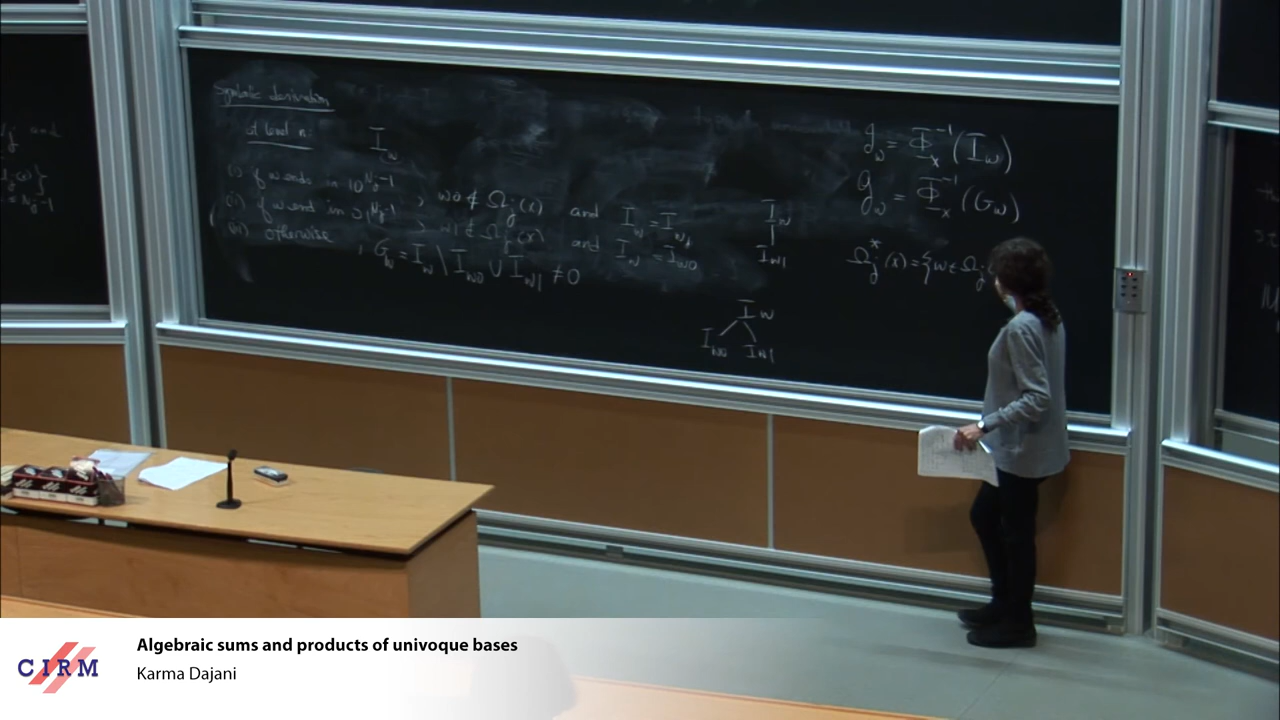 Symbolic derivation
at level n: I_w
(i) if w ends in 10^{N_j-1}, w0 ∉ Ω_j(x) and I_w = I_{w1}
(ii) if w end in 01^{N_j-1}, w1 ∉ Ω_j(x) and I_w = I_{w0}
(iii) otherwise, G_w = I_w \ I_{w0} ∪ I_{w1} ≠ 0
I_w
I_{w1}
I_w
I_{w0} I_{w1}
g_w = Φ_x^{-1}(I_w)
g_w = Φ_x^{-1}(G_w)
Ω_j^*(x) = {w ∈ Ω_j
CIRM
Algebraic sums and products of univoque bases
Karma Dajani